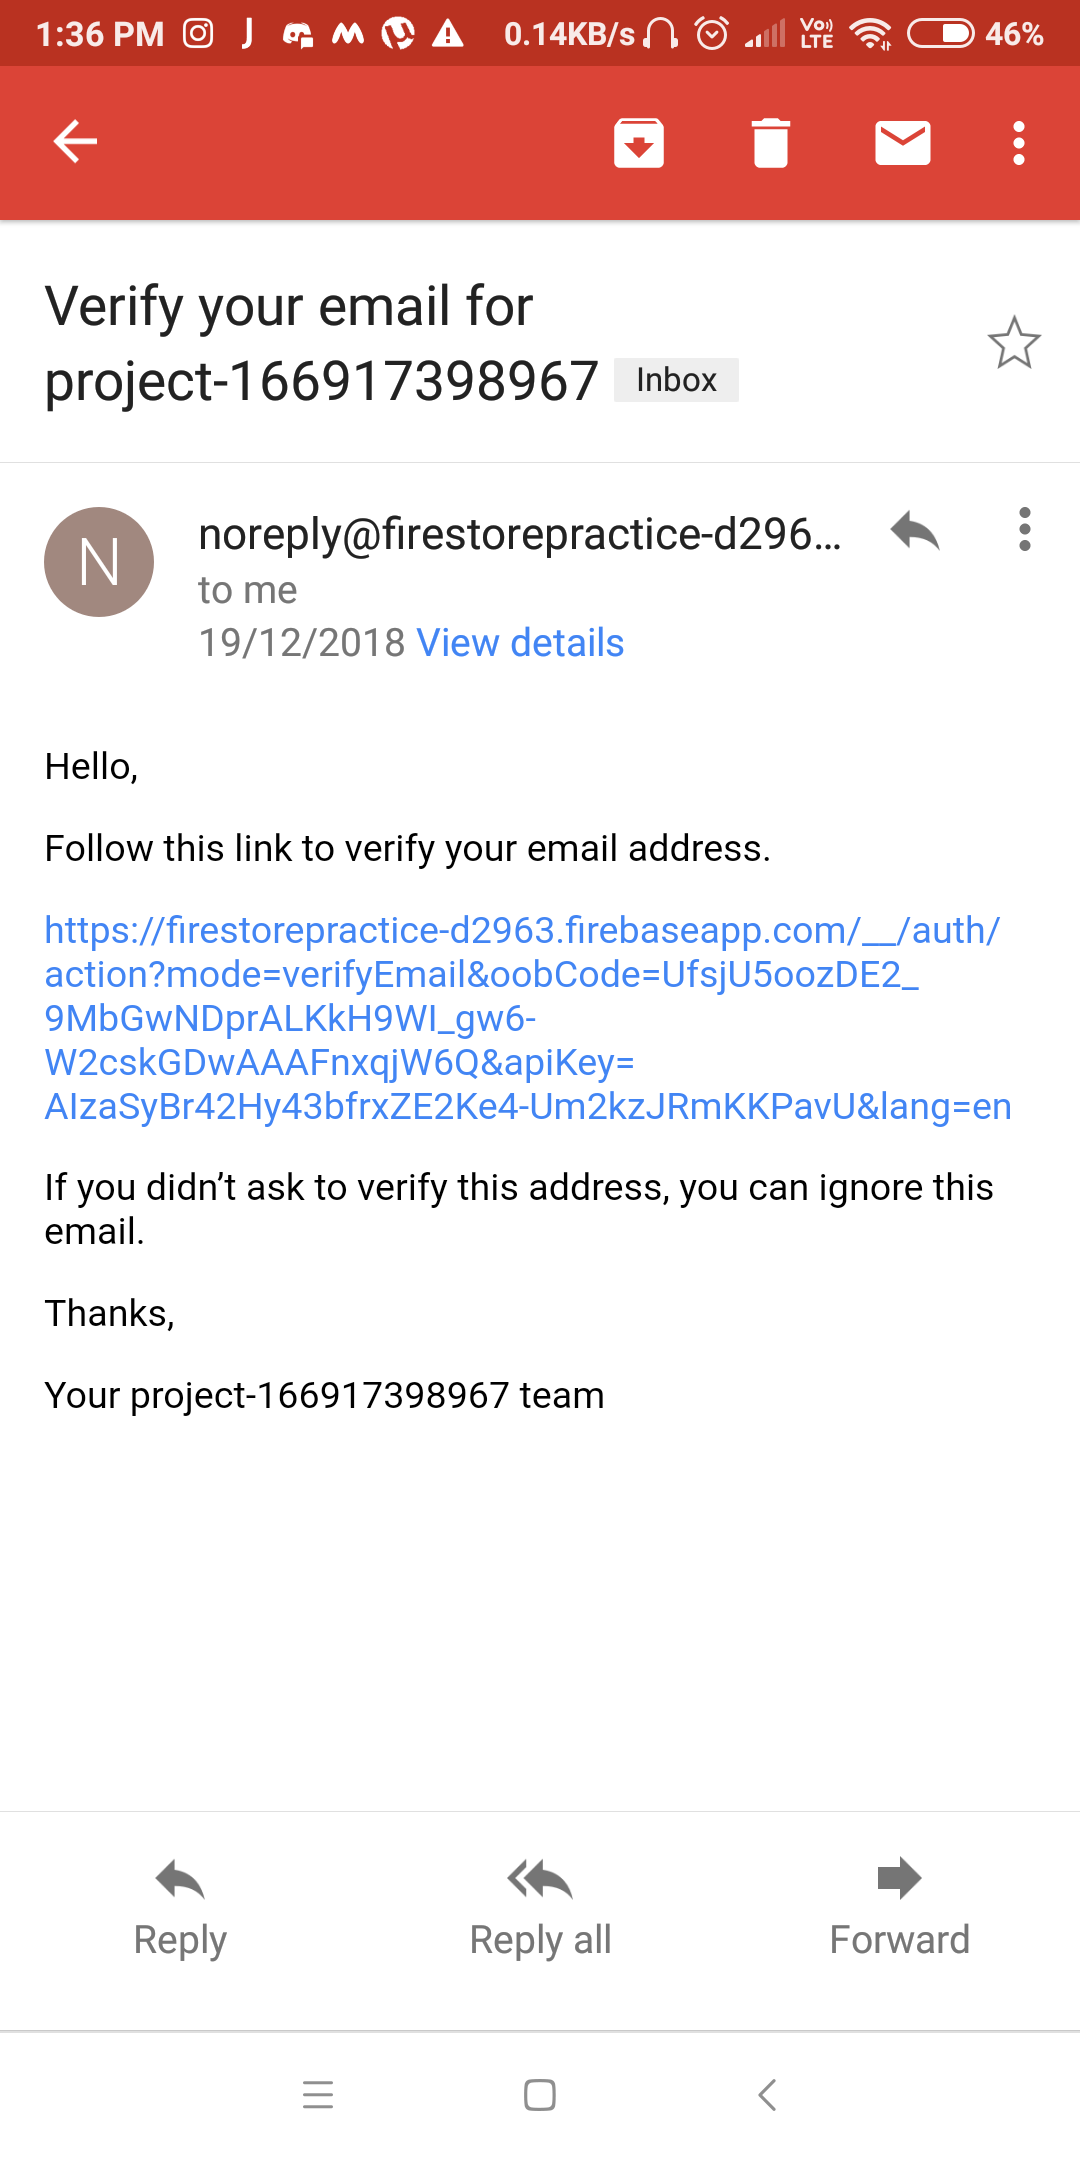 1:36 PM 0.14KB/s Vo)) LTE 46%
Verify your email for
project-166917398967 Inbox
N
noreply@firestorepractice-d296...
to me
19/12/2018 View details
Hello,
Follow this link to verify your email address.
https://firestorepractice-d2963.firebaseapp.com/__/auth/
action?mode=verifyEmail&oobCode=UfsjU5oozDE2_
9MbGwNDprALKkH9WI_gw6-
W2cskGDwAAAFnxqjW6Q&apiKey=
AIzaSyBr42Hy43bfrxZE2Ke4-Um2kzJRmKKPavU&lang=en
If you didn’t ask to verify this address, you can ignore this
email.
Thanks,
Your project-166917398967 team
Reply Reply all Forward